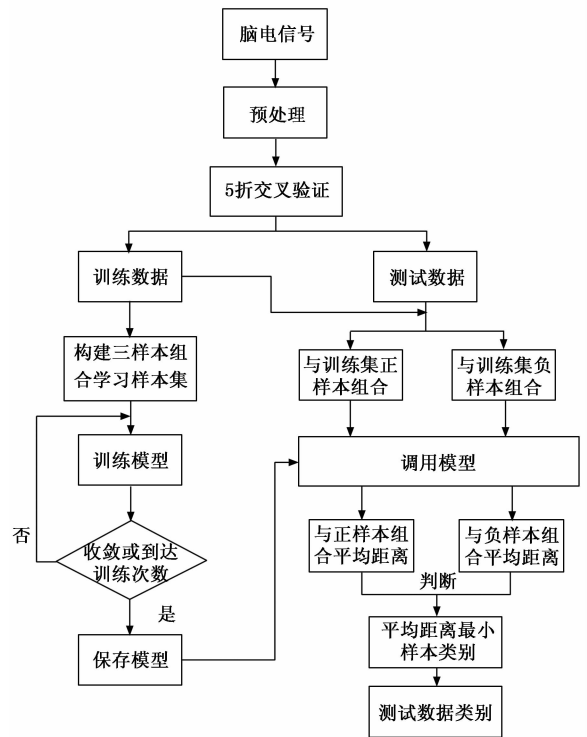 脑电信号
预处理
5折交叉验证
训练数据
测试数据
构建三样本组
合学习样本集
与训练集正
样本组合
与训练集负
样本组合
训练模型
调用模型
否
收敛或到达
训练次数
与正样本组
合平均距离
与负样本组
合平均距离
判断
是
保存模型
平均距离最小
样本类别
测试数据类别